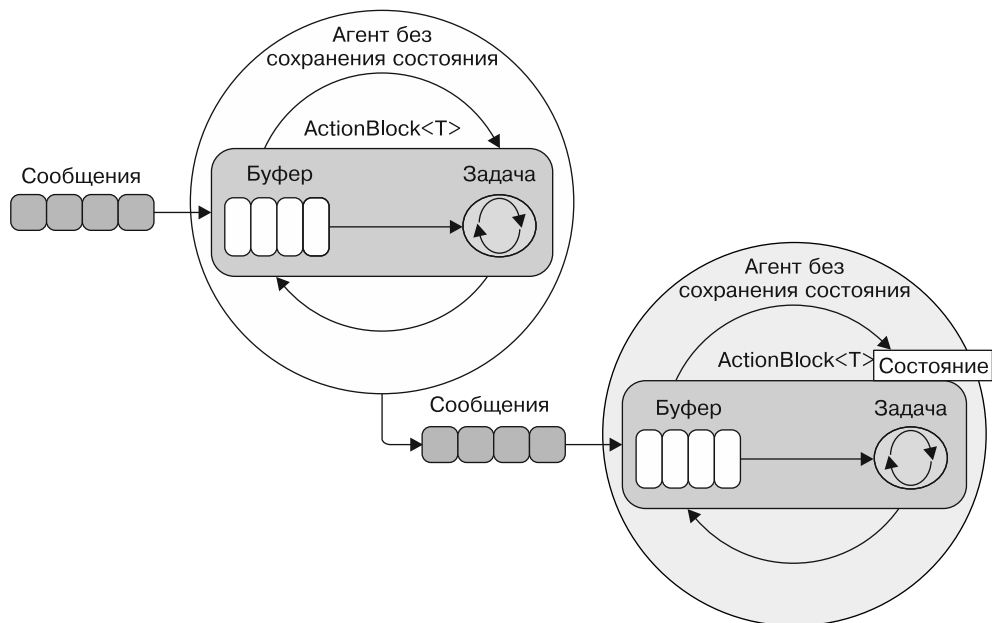 Агент без
сохранения состояния
ActionBlock<T>
Сообщения
Буфер
Задача
Агент без
сохранения состояния
ActionBlock<T>
Состояние
Сообщения
Буфер
Задача